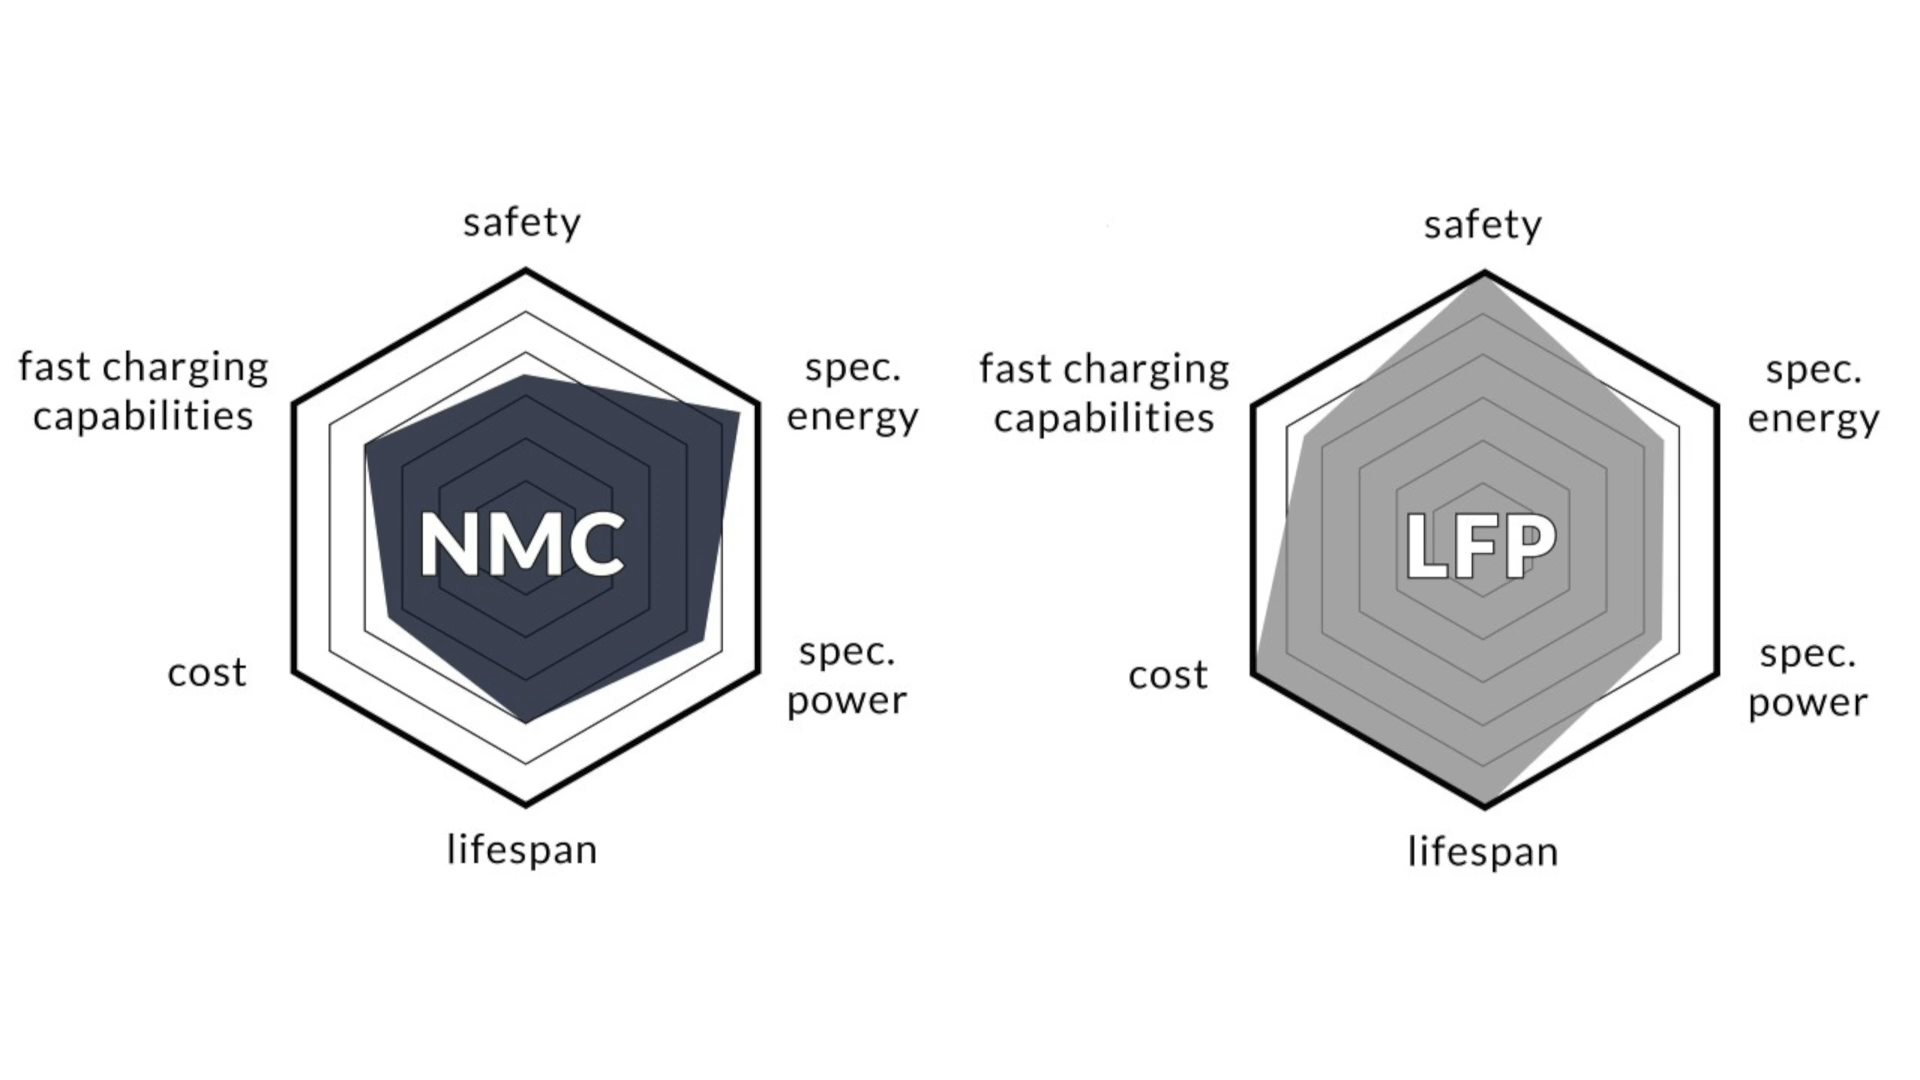 safety
fast charging
capabilities
spec.
energy
NMC
cost
spec.
power
lifespan
safety
fast charging
capabilities
spec.
energy
LFP
cost
spec.
power
lifespan